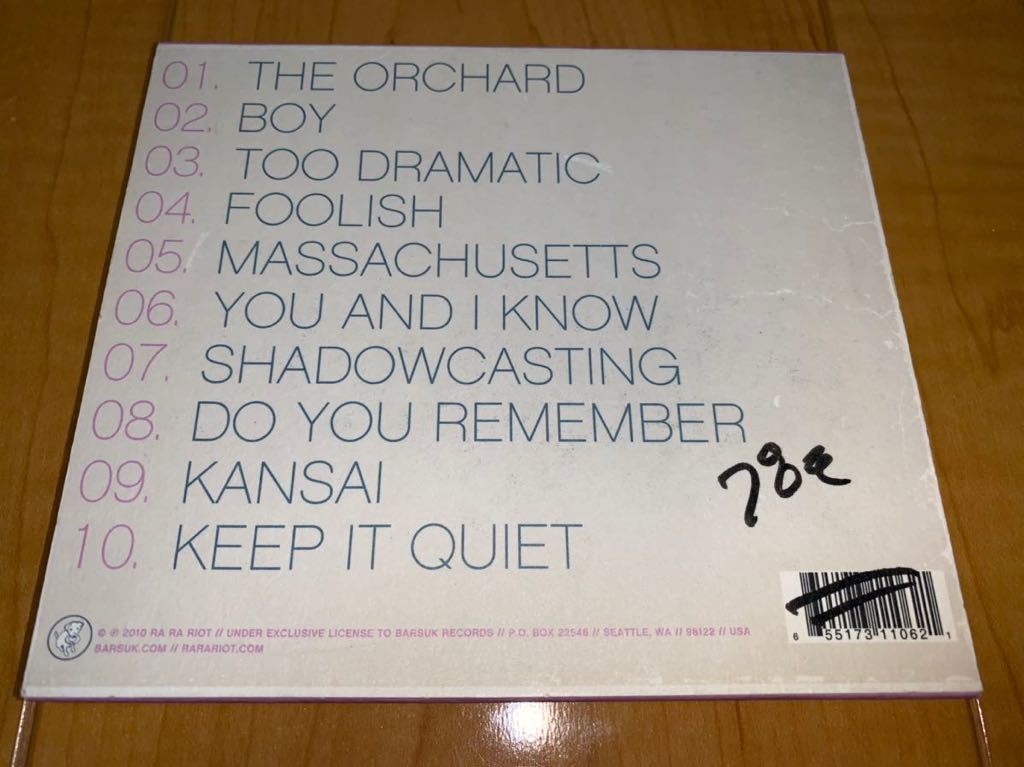 01. THE ORCHARD
02. BOY
03. TOO DRAMATIC
04. FOOLISH
05. MASSACHUSETTS
06. YOU AND I KNOW
07. SHADOWCASTING
08. DO YOU REMEMBER
09. KANSAI
10. KEEP IT QUIET
78
© ℗ 2010 RA RA RIOT // UNDER EXCLUSIVE LICENSE TO BARSUK RECORDS // P.O. BOX 22546 // SEATTLE, WA // 98122 // USA
BARSUK.COM // RARARIOT.COM
6 55173 11062 1